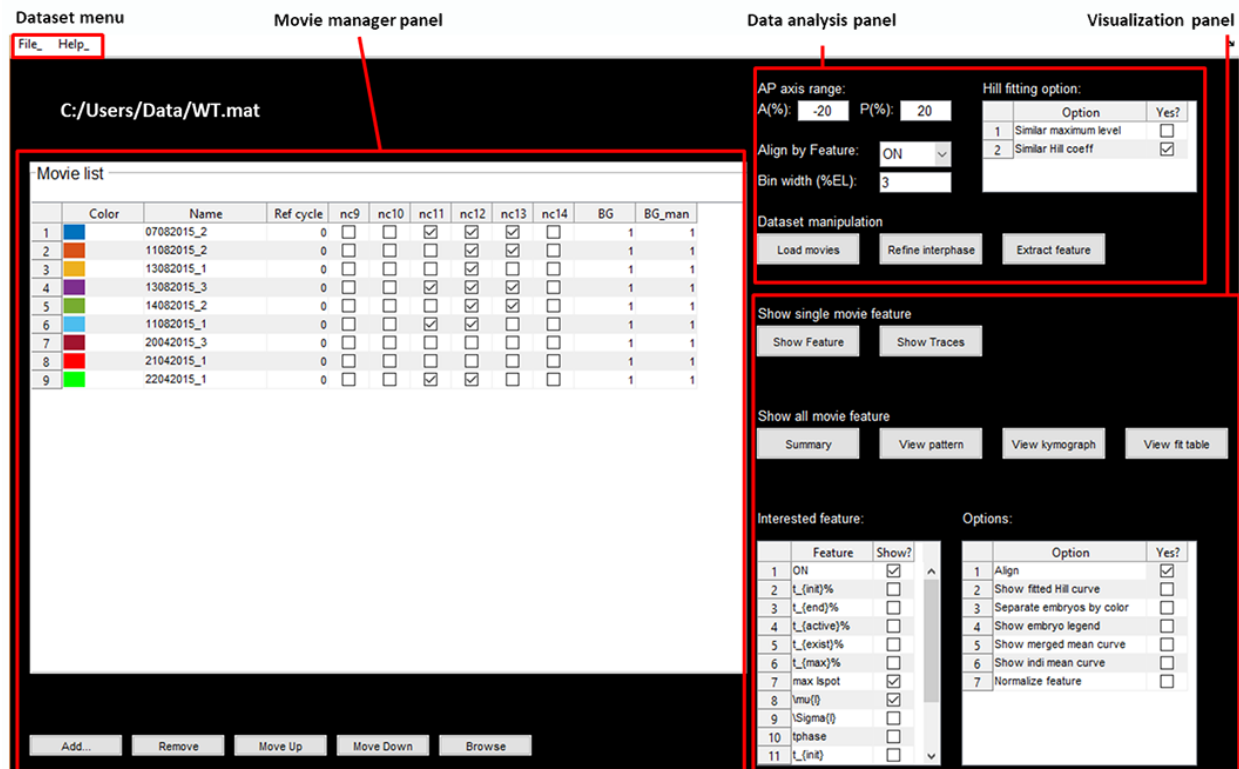 Dataset menu
Movie manager panel
Data analysis panel
Visualization panel
File_ Help_
C:/Users/Data/WT.mat
Movie list
Color Name Ref cycle nc9 nc10 nc11 nc12 nc13 nc14 BG BG_man
1 07082015_2 0 1 1
2 11082015_2 0 1 1
3 13082015_1 0 1 1
4 13082015_3 0 1 1
5 14082015_2 0 1 1
6 11082015_1 0 1 1
7 20042015_3 0 1 1
8 21042015_1 0 1 1
9 22042015_1 0 1 1
Add... Remove Move Up Move Down Browse
AP axis range:
A(%): -20 P(%): 20
Align by Feature: ON
Bin width (%EL): 3
Hill fitting option:
Option Yes?
1 Similar maximum level
2 Similar Hill coeff
Dataset manipulation
Load movies Refine interphase Extract feature
Show single movie feature
Show Feature Show Traces
Show all movie feature
Summary View pattern View kymograph View fit table
Interested feature:
Feature Show?
1 ON
2 t_{init}%
3 t_{end}%
4 t_{active}%
5 t_{exist}%
6 t_{max}%
7 max Ispot
8 \mu{I}
9 \Sigma{I}
10 tphase
11 t_{init}
Options:
Option Yes?
1 Align
2 Show fitted Hill curve
3 Separate embryos by color
4 Show embryo legend
5 Show merged mean curve
6 Show indi mean curve
7 Normalize feature